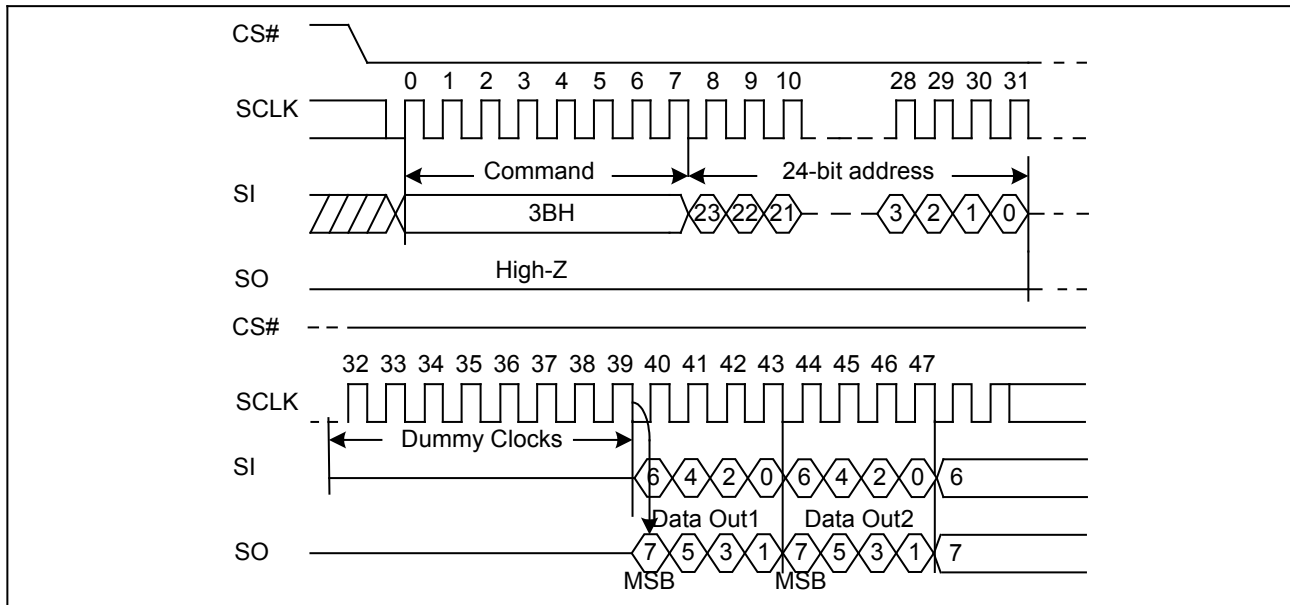 CS#
0 1 2 3 4 5 6 7 8 9 10 28 29 30 31
SCLK
Command 24-bit address
SI
3BH 23 22 21 3 2 1 0
High-Z
SO
CS#
32 33 34 35 36 37 38 39 40 41 42 43 44 45 46 47
SCLK
Dummy Clocks
SI 6 4 2 0 6 4 2 0 6
Data Out1 Data Out2
SO 7 5 3 1 7 5 3 1 7
MSB MSB